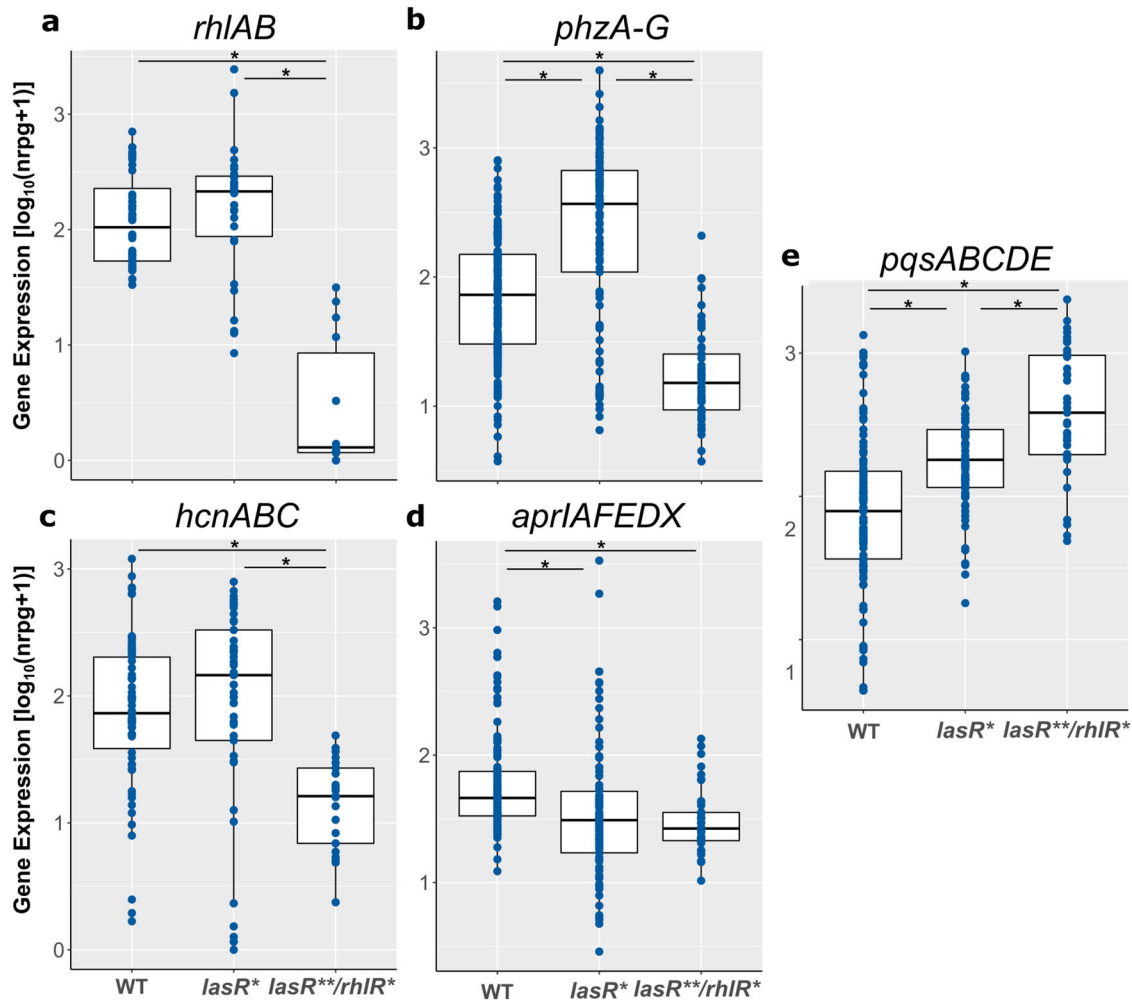 a
rhlAB
Gene Expression [log10(nrpg+1)]
3
2
1
0
*
*
b
phzA-G
3
2
1
*
*
*
c
hcnABC
Gene Expression [log10(nrpg+1)]
3
2
1
0
*
*
WT
lasR*
lasR**/rhlR*
d
aprIAFEDX
3
2
1
*
*
WT
lasR*
lasR**/rhlR*
e
pqsABCDE
3
2
1
*
*
*
WT
lasR*
lasR**/rhlR*